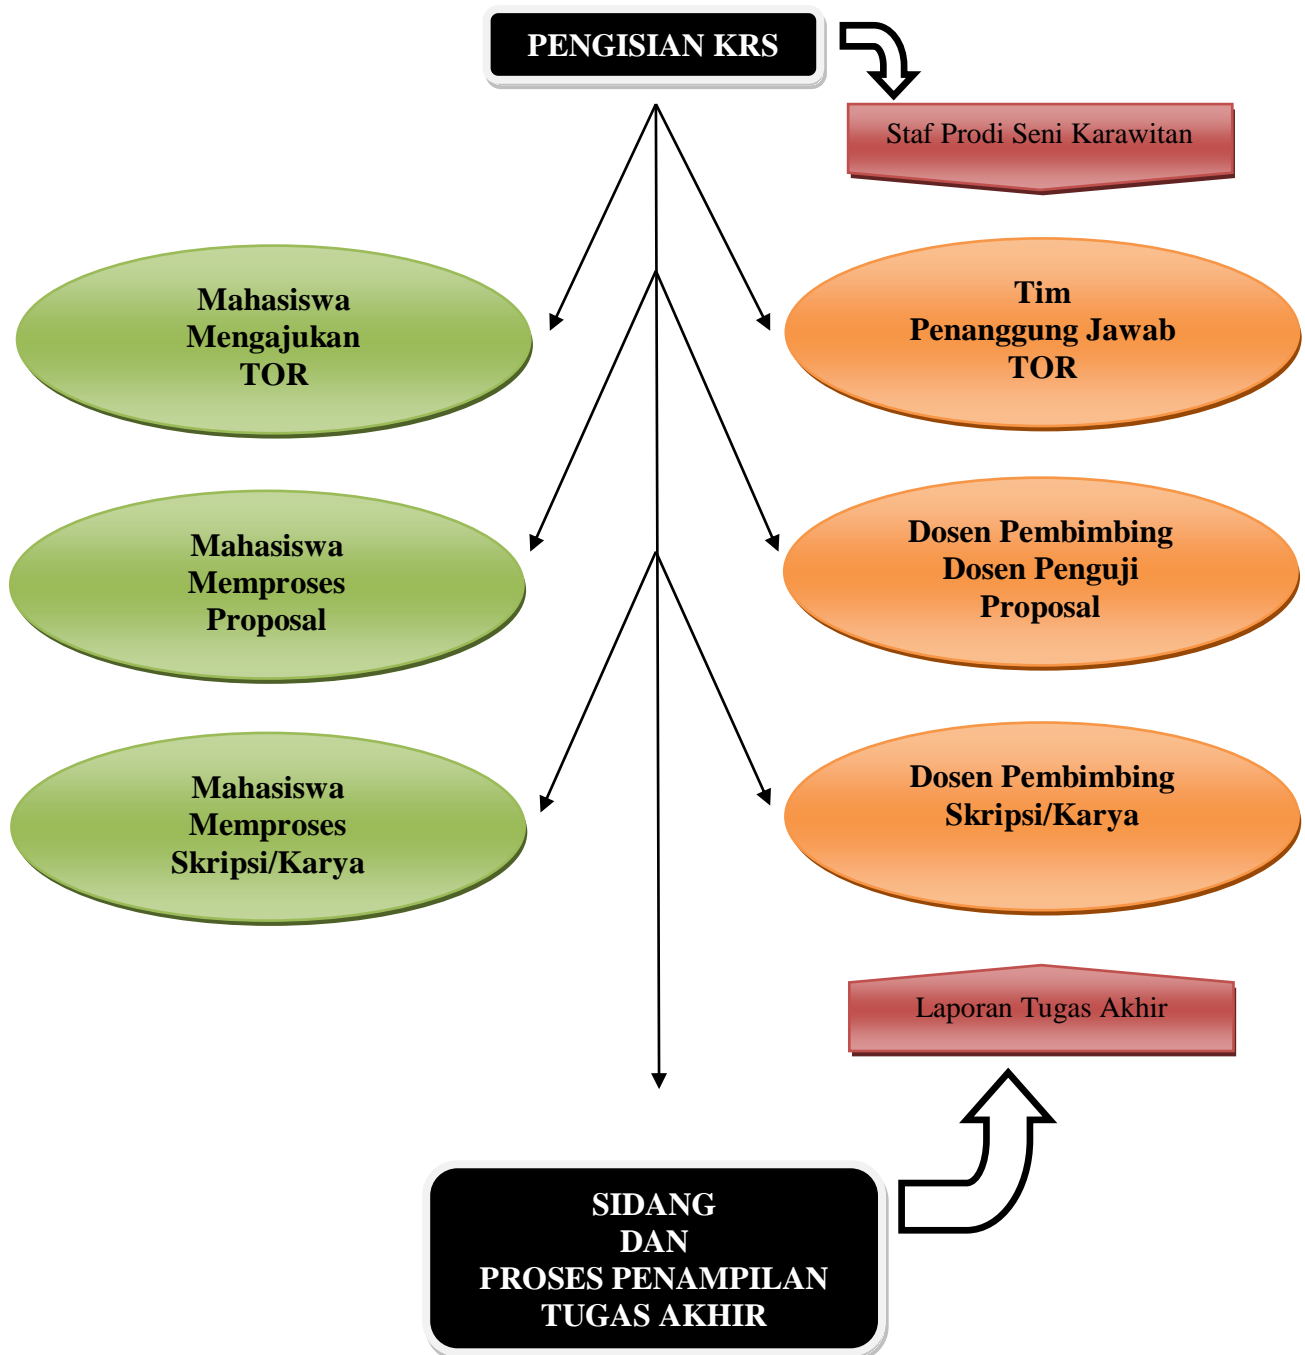 PENGISIAN KRS
Staf Prodi Seni Karawitan
Mahasiswa
Mengajukan
TOR
Tim
Penanggung Jawab
TOR
Mahasiswa
Memproses
Proposal
Dosen Pembimbing
Dosen Penguji
Proposal
Mahasiswa
Memproses
Skripsi/Karya
Dosen Pembimbing
Skripsi/Karya
Laporan Tugas Akhir
SIDANG
DAN
PROSES PENAMPILAN
TUGAS AKHIR